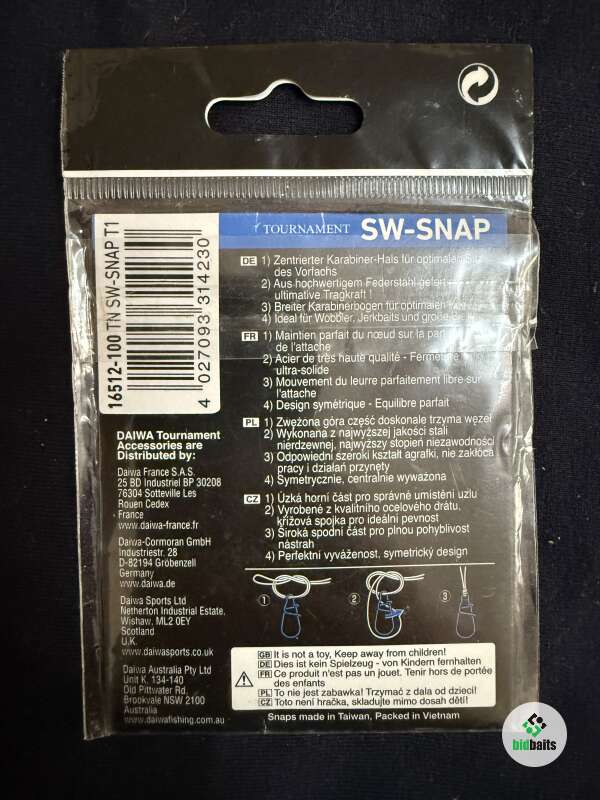 TOURNAMENT SW-SNAP
16512-100 TN SW-SNAP T1
4 027093 314230
DE 1) Zentrierter Karabiner-Hals für optimalen Sitz
des Vorfachs
2) Aus hochwertigem Federstahl gefert
ultimative Tragkraft !
3) Breiter Karabinerbogen für optimalen
4) Ideal für Wobbler, Jerkbaits und große
FR 1) Maintien parfait du nœud sur la part
de l'attache
2) Acier de très haute qualité - Fermet
ultra-solide
3) Mouvement du leurre parfaitement libre sur
l'attache
4) Design symétrique - Equilibre parfait
PL 1) Zwężona góra część doskonale trzyma węzeł
2) Wykonana z najwyższej jakości stali
nierdzewnej, najwyższy stopień niezawodności
3) Odpowiedni szeroki kształt agrafki, nie zakłóca
pracy i działań przynęty
4) Symetrycznie, centralnie wyważona
CZ 1) Úzká horní část pro správné umístění uzlu
2) Vyrobené z kvalitního ocelového drátu,
křížová spojka pro ideální pevnost
3) Široká spodní část pro plnou pohyblivost
nástrah
4) Perfektní vyváženost, symetrický design
DAIWA Tournament
Accessories are
Distributed by:
Daiwa France S.A.S.
25 BD Industriel BP 30208
76304 Sotteville Les
Rouen Cedex
France
www.daiwa-france.fr
Daiwa-Cormoran GmbH
Industriestr. 28
D-82194 Gröbenzell
Germany
www.daiwa.de
Daiwa Sports Ltd
Netherton Industrial Estate,
Wishaw, ML2 0EY
Scotland
U.K.
www.daiwasports.co.uk
Daiwa Australia Pty Ltd
Unit K, 134-140
Old Pittwater Rd.
Brookvale NSW 2100
Australia
www.daiwafishing.com.au
1 2 3
GB It is not a toy, Keep away from children!
DE Dies ist kein Spielzeug - von Kindern fernhalten
FR Ce produit n'est pas un jouet. Tenir hors de portée
des enfants
PL To nie jest zabawka! Trzymać z dala od dzieci!
CZ Toto není hračka, skladujte mimo dosah dětí!
Snaps made in Taiwan, Packed in Vietnam
bidbaits